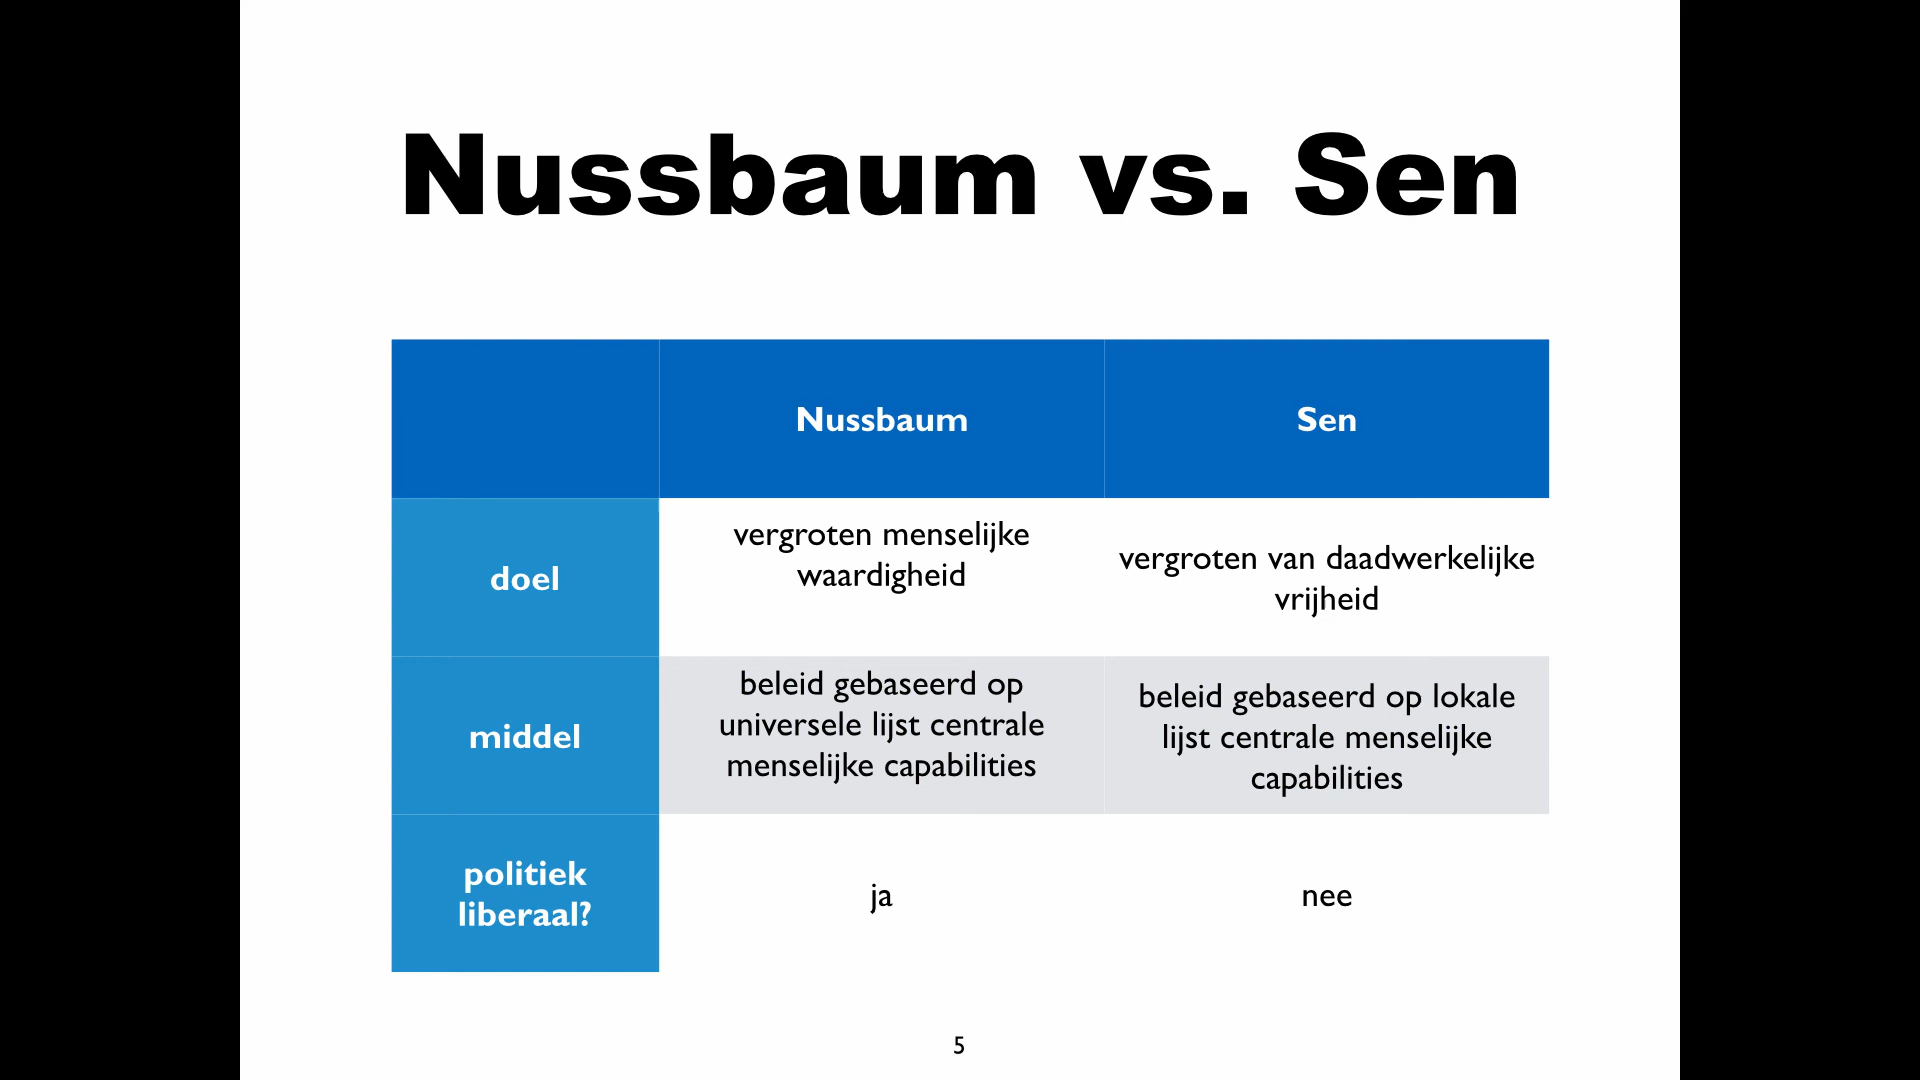 Nussbaum vs. Sen
Nussbaum
Sen
doel
vergroten menselijke
waardigheid
vergroten van daadwerkelijke
vrijheid
middel
beleid gebaseerd op
universele lijst centrale
menselijke capabilities
beleid gebaseerd op lokale
lijst centrale menselijke
capabilities
politiek
liberaal?
ja
nee
5